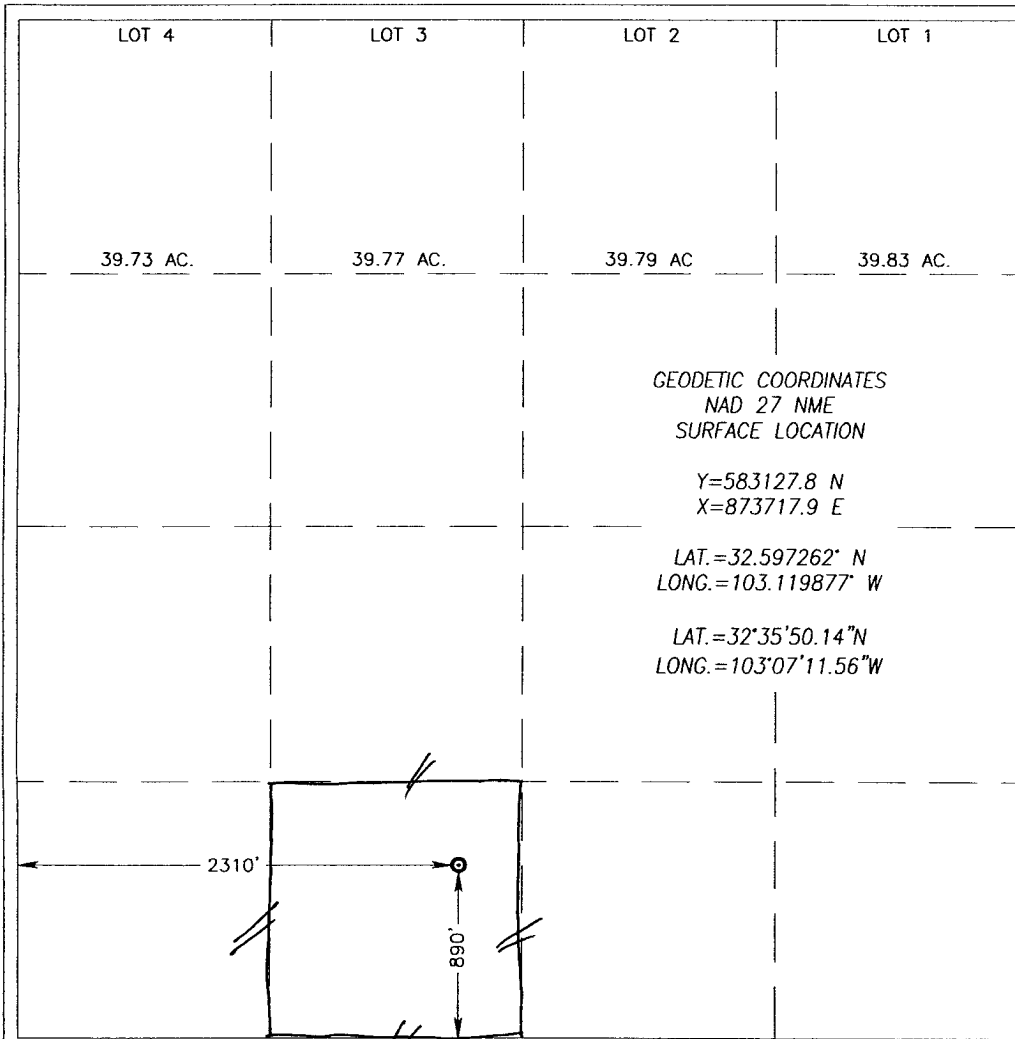 LOT 4
LOT 3
LOT 2
LOT 1
39.73 AC.
39.77 AC.
39.79 AC
39.83 AC.
GEODETIC COORDINATES
NAD 27 NME
SURFACE LOCATION
Y=583127.8 N
X=873717.9 E
LAT.=32.597262° N
LONG.=103.119877° W
LAT.=32°35'50.14"N
LONG.=103°07'11.56"W
2310'
890'